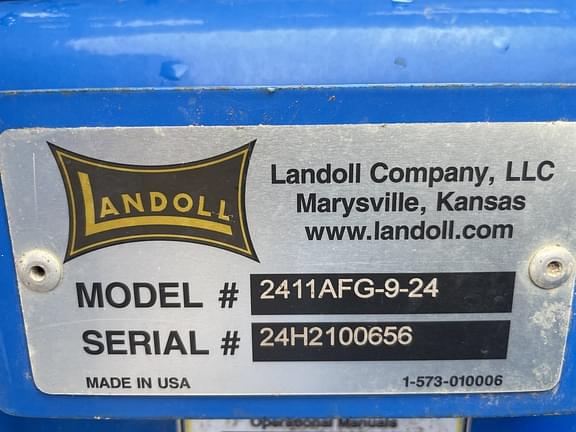 LANDOLL
Landoll Company, LLC
Marysville, Kansas
www.landoll.com
MODEL # 2411AFG-9-24
SERIAL # 24H2100656
MADE IN USA 1-573-010006
Operational Manuals